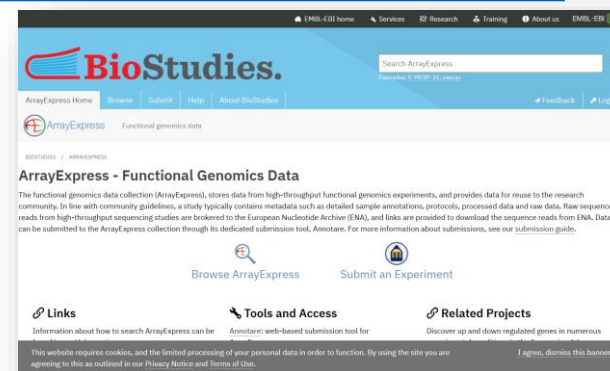 EMBL-EBI home Services Research Training About us EMBL-EBI
BioStudies.
Search ArrayExpress
Examples: E-MEXP-31, cancer
ArrayExpress Home Browse Submit Help About BioStudies Feedback
ArrayExpress Functional genomics data
BIOSTUDIES / ARRAYEXPRESS
ArrayExpress - Functional Genomics Data
The functional genomics data collection (ArrayExpress), stores data from high-throughput functional genomics experiments, and provides data for reuse to the research
community. In line with community guidelines, a study typically contains metadata such as detailed sample annotations, protocols, processed data and raw data. Raw sequence
reads from high-throughput sequencing studies are brokered to the European Nucleotide Archive (ENA), and links are provided to download the sequence reads from ENA. Data
can be submitted to the ArrayExpress collection through its dedicated submission tool, Annotare. For more information about submissions, see our submission guide.
Browse ArrayExpress Submit an Experiment
Links Tools and Access Related Projects
Information about how to search ArrayExpress can be Annotare: web-based submission tool for Discover up and down regulated genes in numerous
This website requires cookies, and the limited processing of your personal data in order to function. By using the site you are I agree, dismiss this banner
agreeing to this as outlined in our Privacy Notice and Terms of Use.